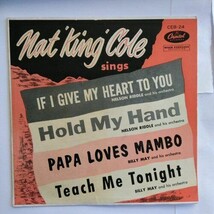 Nat 'King' Cole
Capitol
sings
IF I GIVE MY HEART TO YOU
NELSON RIDDLE and his orchestra
Hold My Hand
NELSON RIDDLE and his orchestra
PAPA LOVES MAMBO
BILLY MAY and his orchestra
Teach Me Tonight
BILLY MAY and his orchestra